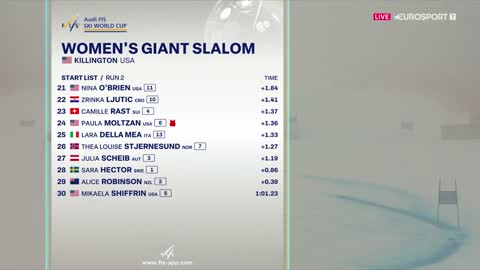 LIVE EUROSPORT 1
FIS
Audi FIS
SKI WORLD CUP
WOMEN'S GIANT SLALOM
KILLINGTON USA
START LIST / RUN 2 TIME
21 NINA O'BRIEN USA 11 +1.84
22 ZRINKA LJUTIC CRO 10 +1.41
23 CAMILLE RAST SUI 4 +1.37
24 PAULA MOLTZAN USA 6 +1.36
25 LARA DELLA MEA ITA 13 +1.33
26 THEA LOUISE STJERNESUND NOR 7 +1.27
27 JULIA SCHEIB AUT 3 +1.19
28 SARA HECTOR SWE 1 +0.86
29 ALICE ROBINSON NZL 2 +0.39
30 MIKAELA SHIFFRIN USA 5 1:01.23
www.fis-app.com